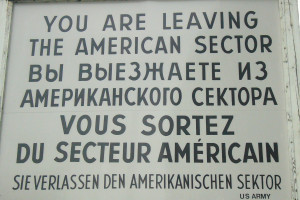 YOU ARE LEAVING
THE AMERICAN SECTOR
ВЫ ВЫЕЗЖАЕТЕ ИЗ
АМЕРИКАНСКОГО СЕКТОРА
VOUS SORTEZ
DU SECTEUR AMÉRICAIN
SIE VERLASSEN DEN AMERIKANISCHEN SEKTOR
US ARMY